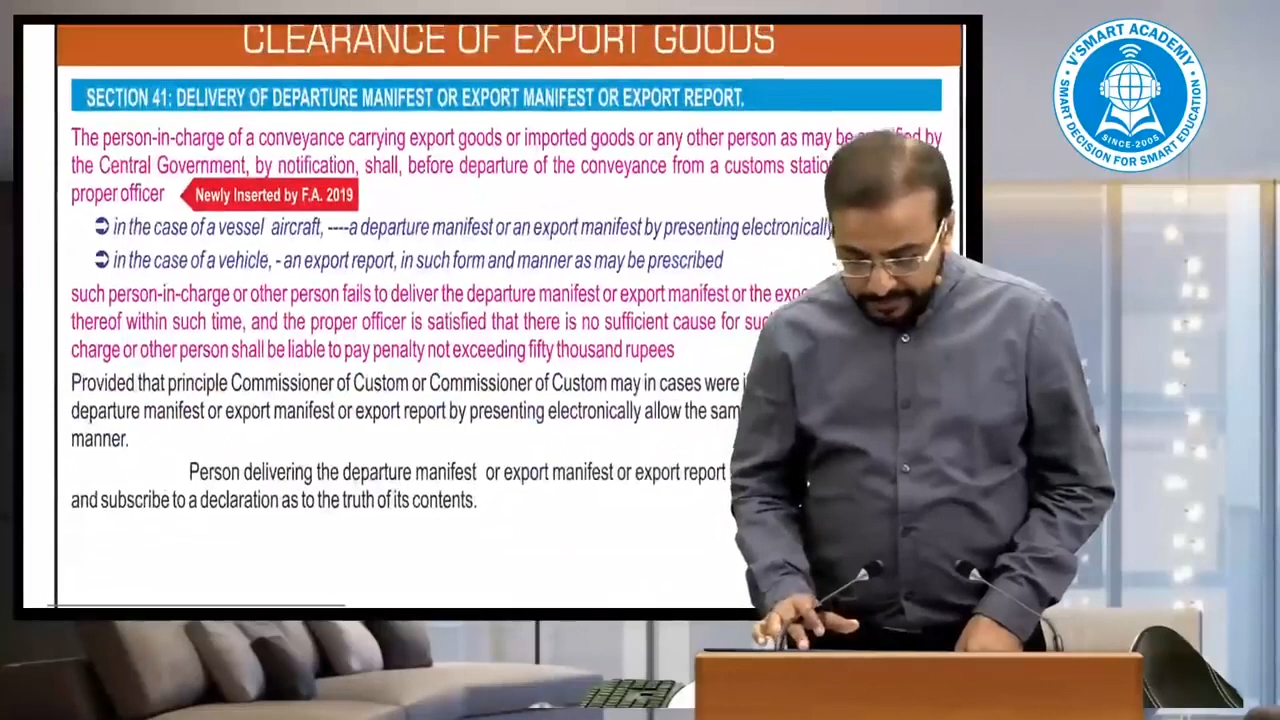 CLEARANCE OF EXPORT GOODS
SECTION 41: DELIVERY OF DEPARTURE MANIFEST OR EXPORT MANIFEST OR EXPORT REPORT.
The person-in-charge of a conveyance carrying export goods or imported goods or any other person as may be by
the Central Government, by notification, shall, before departure of the conveyance from a customs
proper officer Newly Inserted by F.A. 2019
➲ in the case of a vessel aircraft, ----a departure manifest or an export manifest by presenting electronically
➲ in the case of a vehicle, - an export report, in such form and manner as may be prescribed
such person-in-charge or other person fails to deliver the departure manifest or export manifest or the
thereof within such time, and the proper officer is satisfied that there is no sufficient cause for
charge or other person shall be liable to pay penalty not exceeding fifty thousand rupees
Provided that principle Commissioner of Custom or Commissioner of Custom may in cases were
departure manifest or export manifest or export report by presenting electronically allow the
manner.
Person delivering the departure manifest or export manifest or export report
and subscribe to a declaration as to the truth of its contents.
V'SMART ACADEMY
SINCE-2005
SMART DECISION FOR SMART EDUCATION